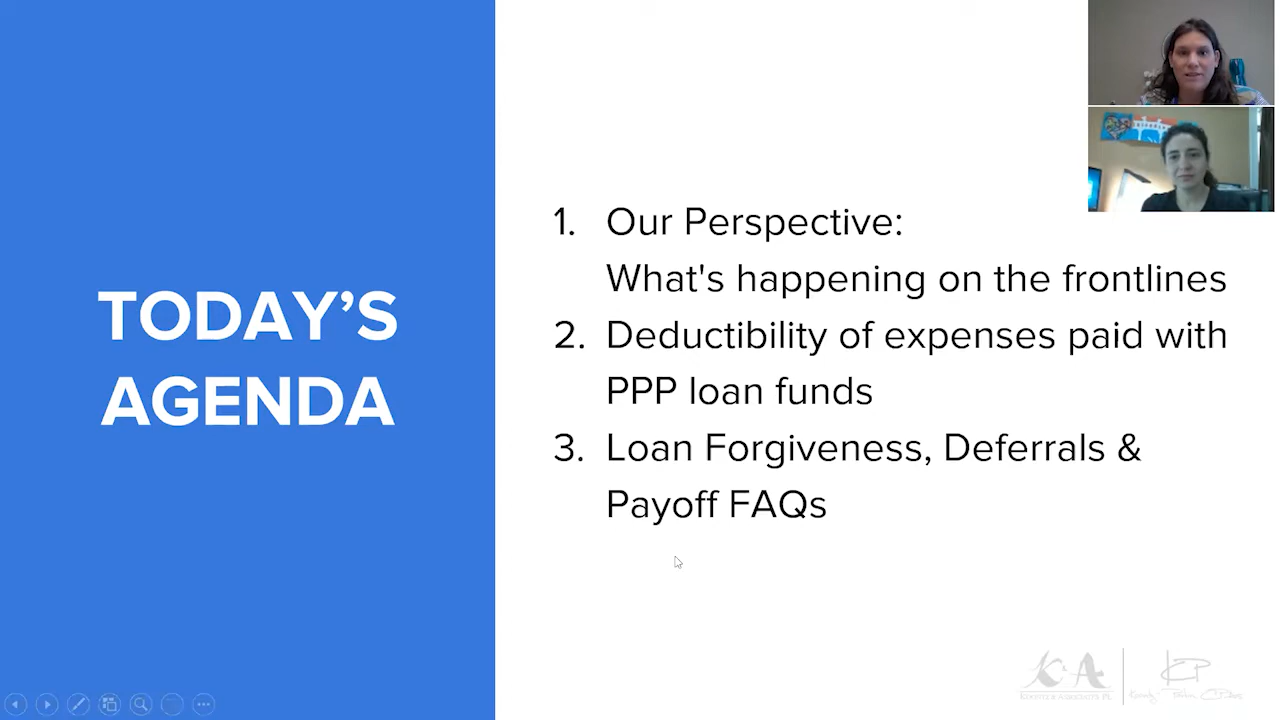 TODAY’S
AGENDA
1. Our Perspective:
What's happening on the frontlines
2. Deductibility of expenses paid with
PPP loan funds
3. Loan Forgiveness, Deferrals &
Payoff FAQs
K&A